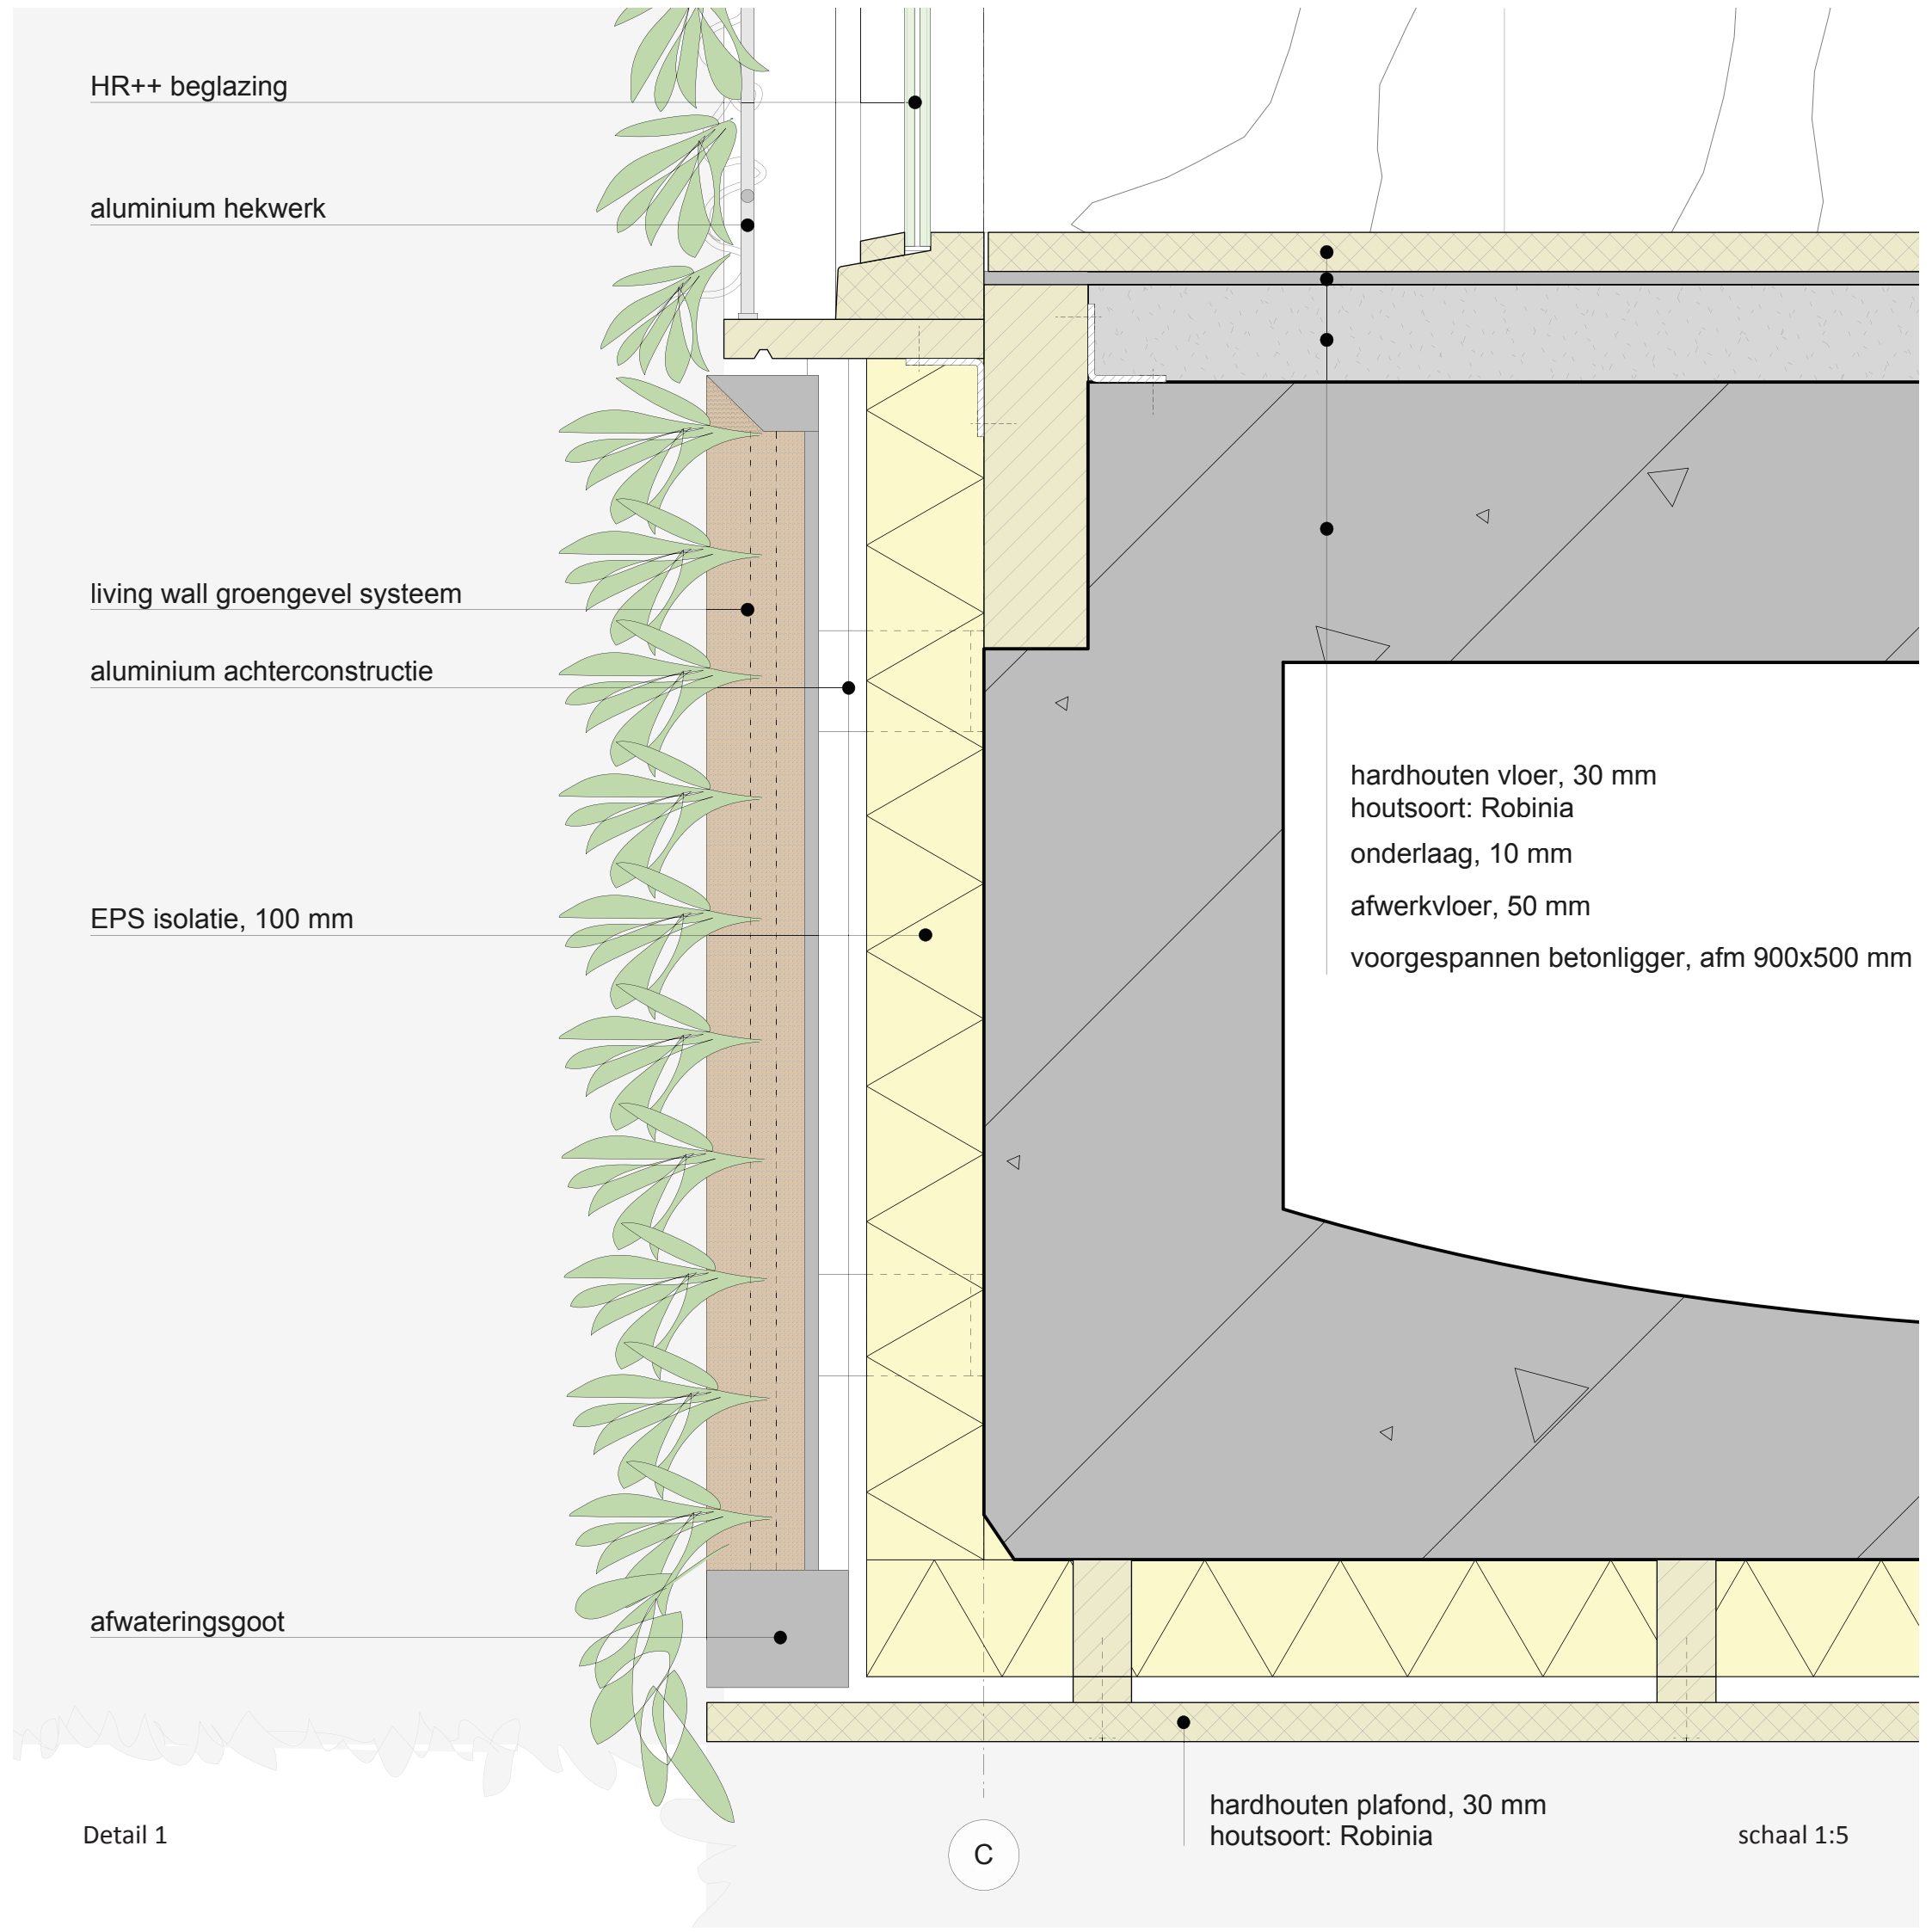 HR++ beglazing
aluminium hekwerk
living wall groengevel systeem
aluminium achterconstructie
EPS isolatie, 100 mm
afwateringsgoot
hardhouten vloer, 30 mm
houtsoort: Robinia
onderlaag, 10 mm
afwerkvloer, 50 mm
voorgespannen betonligger, afm 900x500 mm
hardhouten plafond, 30 mm
houtsoort: Robinia
Detail 1
C
schaal 1:5